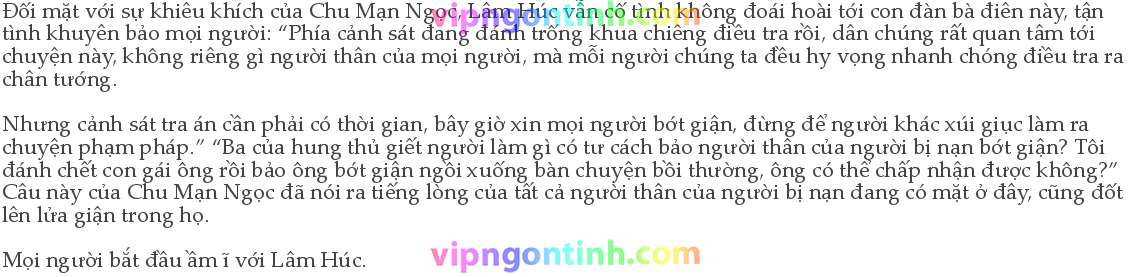 Đối mặt với sự khiêu khích của Chu Mạn Ngọc, Lâm Húc vẫn cố tình không đoái hoài tới con đàn bà điên này, tận
vipngontinh.com
tình khuyên bảo mọi người: “Phía cảnh sát đang đánh trống khua chiêng điều tra rồi, dân chúng rất quan tâm tới
chuyện này, không riêng gì người thân của mọi người, mà mỗi người chúng ta đều hy vọng nhanh chóng điều tra ra
chân tướng.
Nhưng cảnh sát tra án cần phải có thời gian, bây giờ xin mọi người bớt giận, đừng để người khác xúi giục làm ra
chuyện phạm pháp.” “Ba của hung thủ giết người làm gì có tư cách bảo người thân của người bị nạn bớt giận? Tôi
đánh chết con gái ông rồi bảo ông bớt giận ngồi xuống bàn chuyện bồi thường, ông có thể chấp nhận được không?”
Câu này của Chu Mạn Ngọc đã nói ra tiếng lòng của tất cả người thân của người bị nạn đang có mặt ở đây, cũng đốt
lên lửa giận trong họ.
Mọi người bắt đầu ầm ĩ với Lâm Húc.
vipngontinh.com